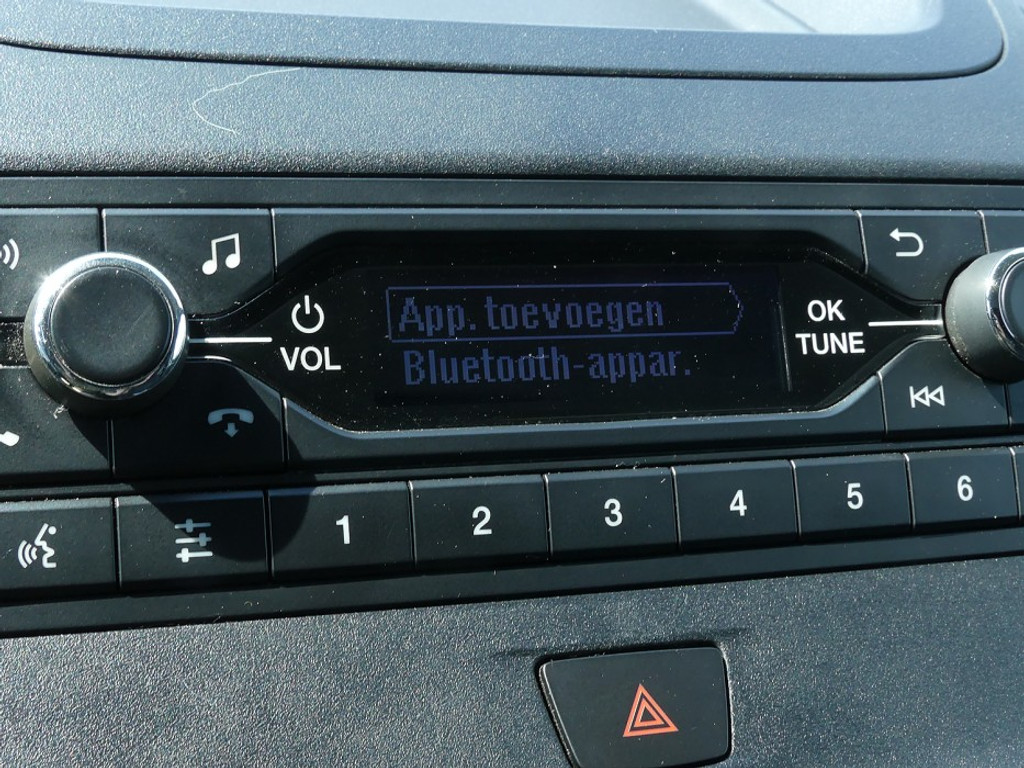 App. toevoegen
Bluetooth-appar.
VOL
OK
TUNE
1 2 3 4 5 6